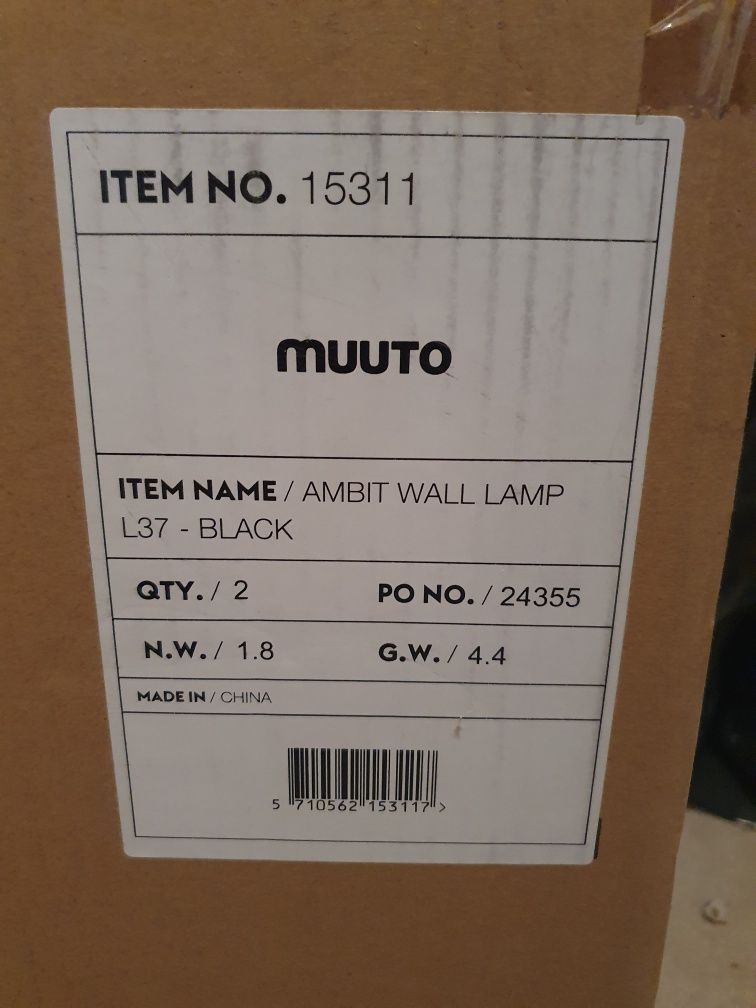 ITEM NO. 15311
muuto
ITEM NAME / AMBIT WALL LAMP
L37 - BLACK
QTY. / 2 PO NO. / 24355
N.W. / 1.8 G.W. / 4.4
MADE IN / CHINA
5 710562 153117 >